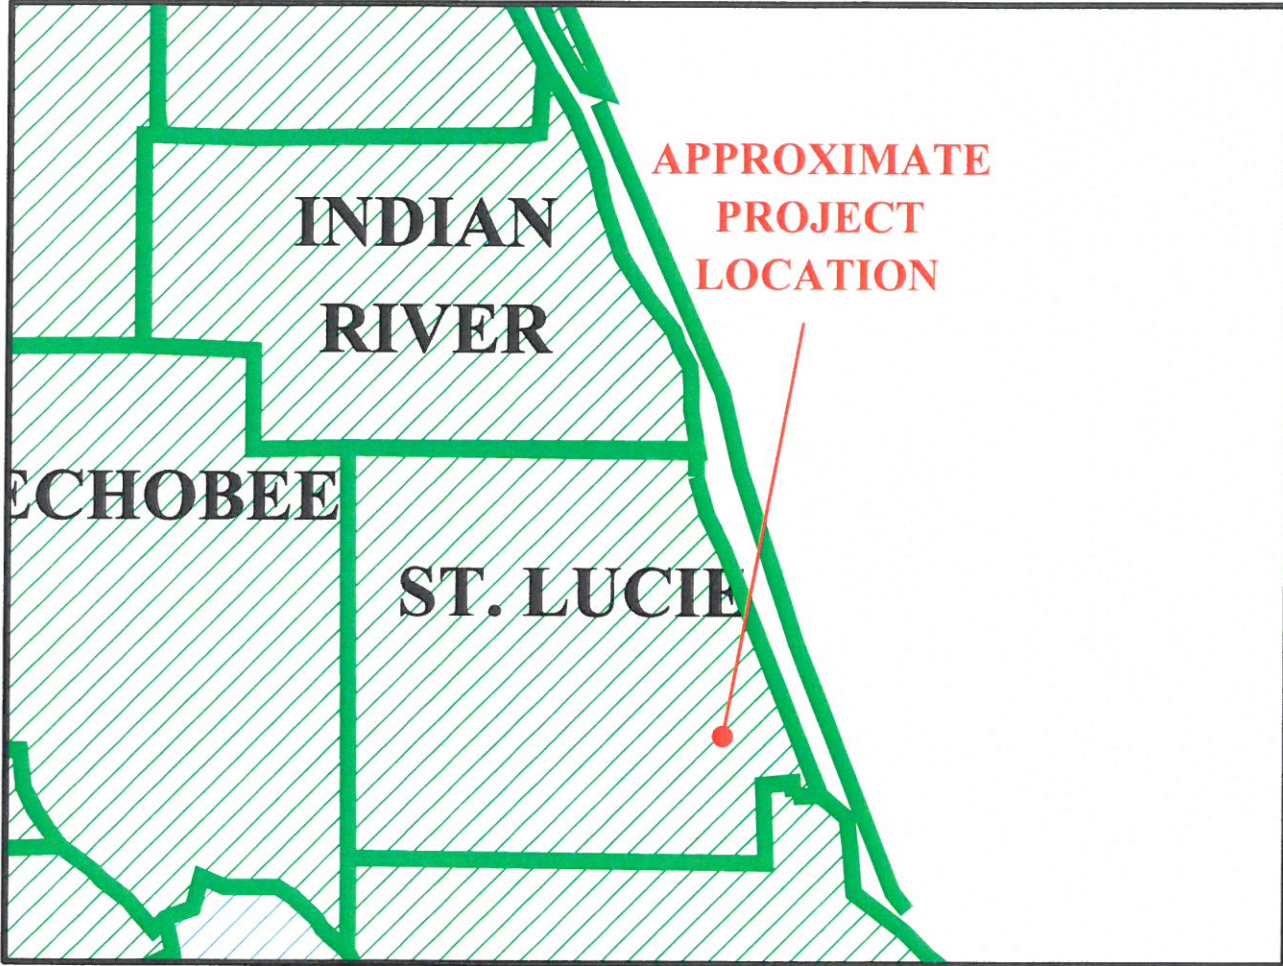 APPROXIMATE
PROJECT
LOCATION
INDIAN
RIVER
ECHOBEE
ST. LUCIE